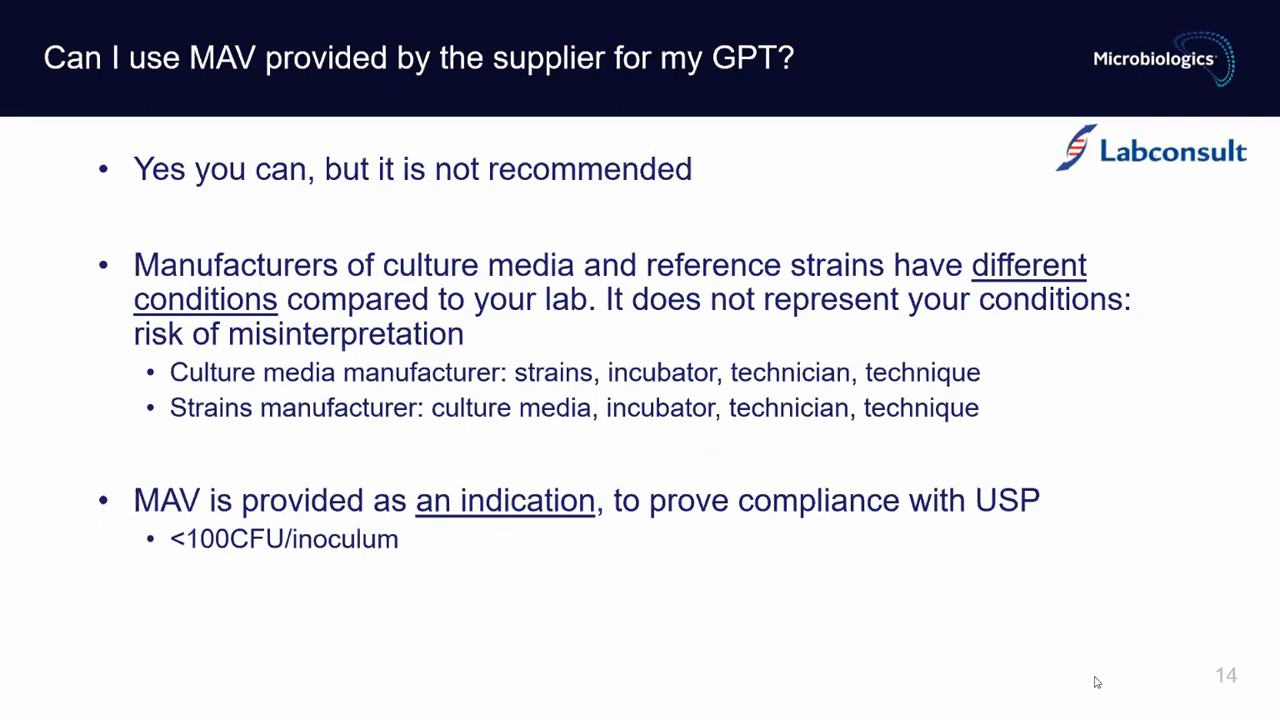 Can I use MAV provided by the supplier for my GPT?
Microbiologics
Labconsult
• Yes you can, but it is not recommended
• Manufacturers of culture media and reference strains have different
conditions compared to your lab. It does not represent your conditions:
risk of misinterpretation
• Culture media manufacturer: strains, incubator, technician, technique
• Strains manufacturer: culture media, incubator, technician, technique
• MAV is provided as an indication, to prove compliance with USP
• <100CFU/inoculum
14